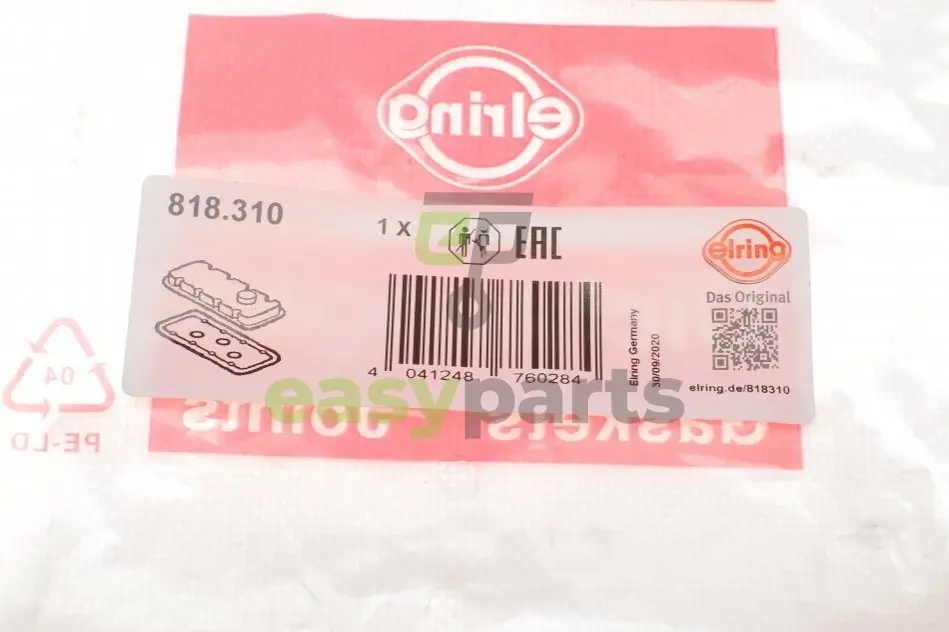 elring
818.310
1 X
EAC
elring
Das Original
4 041248 760284
Elring Germany
30/09/2020
elring.de/818310
easyparts
Gaskets Joints
04
PE-LD